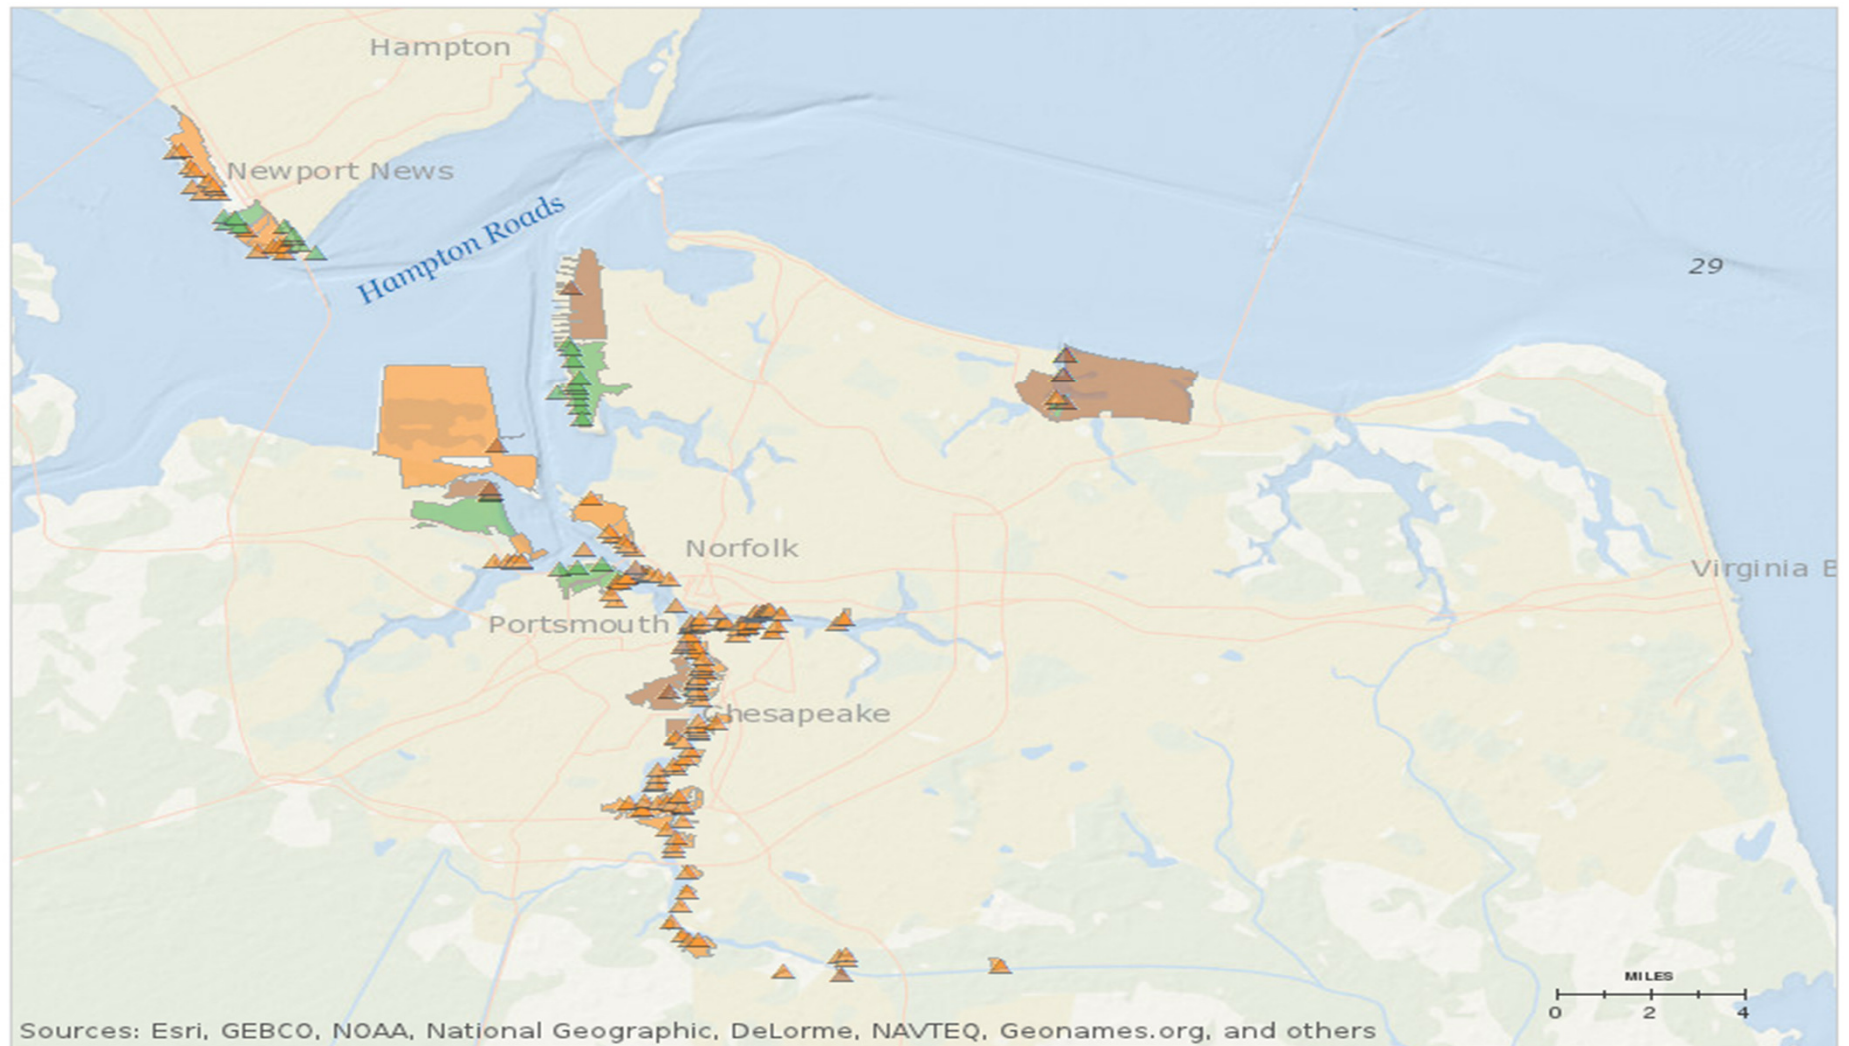 Hampton
Newport News
Hampton Roads
29
Norfolk
Virginia B
Portsmouth
Chesapeake
MILES
0 2 4
Sources: Esri, GEBCO, NOAA, National Geographic, DeLorme, NAVTEQ, Geonames.org, and others